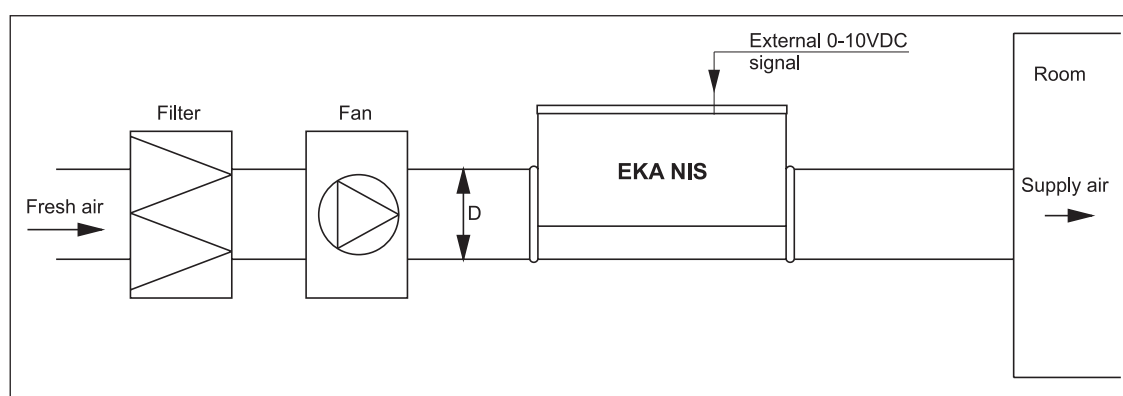 External 0-10VDC
signal
Room
Filter
Fan
EKA NIS
Fresh air
D
Supply air